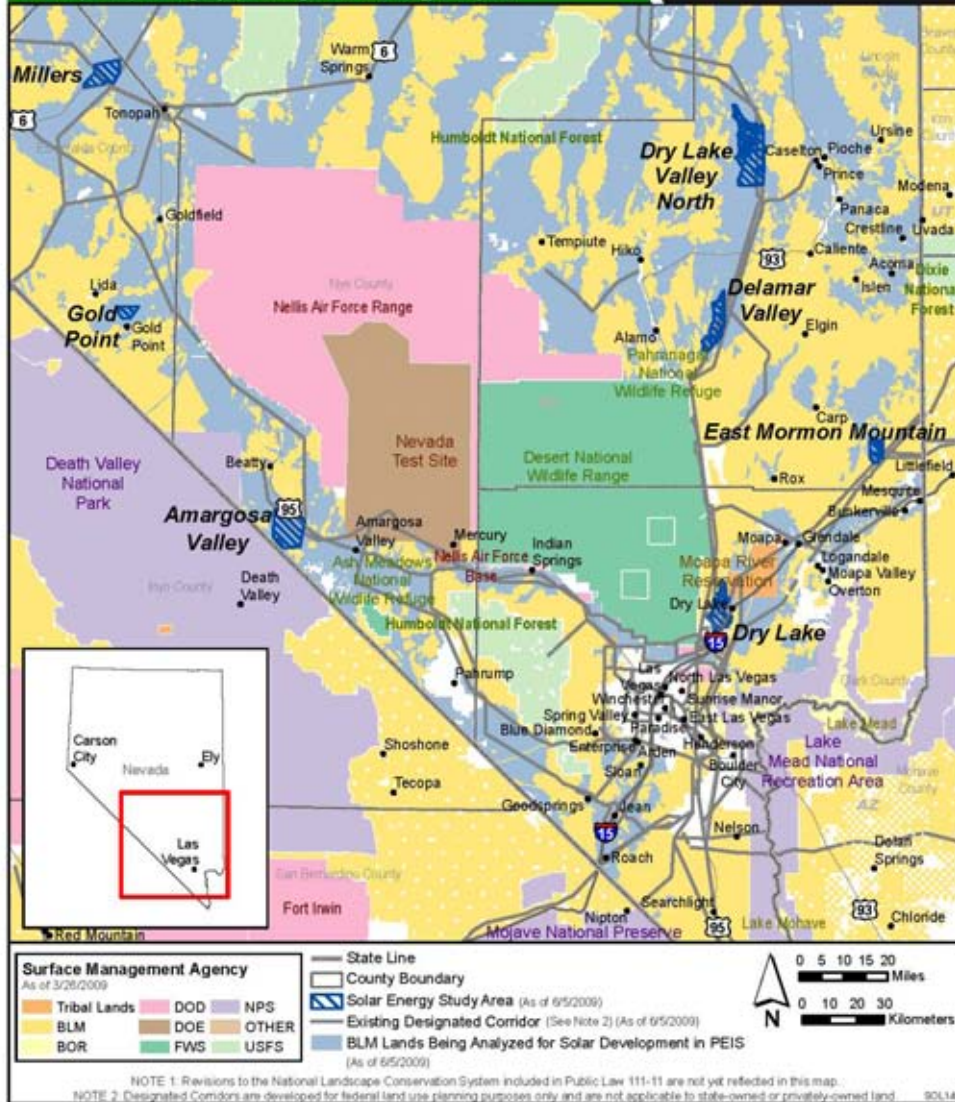 Warm
Springs
6
Millers
6
Tonopah
Humboldt National Forest
Lincoln
County
Ursine
Dry Lake
Valley
North
Caselton
Pioche
Prince
Modena
Panaca
UT
Crestline
Uvada
Goldfield
Tempiute
Hiko
93
Caliente
Acoma
Dixie
National
Forest
Islen
Nye County
Nellis Air Force Range
Lida
Gold
Point
Gold
Point
Delamar
Valley
Elgin
Alamo
Pahranagat
National
Wildlife Refuge
Carp
East Mormon Mountain
Littlefield
Death Valley
National
Park
Nevada
Test Site
Desert National
Wildlife Range
Beatty
Rox
Mesquite
Bunkerville
95
Amargosa
Valley
Amargosa
Valley
Mercury
Nellis Air Force
Base
Indian
Springs
Moapa
Glendale
Moapa River
Reservation
Logandale
Moapa Valley
Overton
Ash Meadows
National
Wildlife Refuge
Inyo County
Death
Valley
Dry Lake
Dry Lake
15
Humboldt National Forest
Clark County
Pahrump
Las
Vegas
North Las Vegas
Winchester
Sunrise Manor
Spring Valley
East Las Vegas
Paradise
Blue Diamond
Enterprise
Arden
Henderson
Lake Mead
Lake
Mead National
Recreation Area
Boulder
City
Mohave
County
AZ
Shoshone
Sloan
Tecopa
Goodsprings
Jean
15
Nelson
Dolan
Springs
Roach
San Bernardino County
Fort Irwin
Searchlight
Nipton
95
93
Chloride
Lake Mohave
Mojave National Preserve
Red Mountain
Carson
City
Ely
Nevada
Las
Vegas
Surface Management Agency
As of 3/26/2009
Tribal Lands
DOD
NPS
BLM
DOE
OTHER
BOR
FWS
USFS
State Line
County Boundary
Solar Energy Study Area (As of 6/5/2009)
Existing Designated Corridor (See Note 2) (As of 6/5/2009)
BLM Lands Being Analyzed for Solar Development in PEIS
(As of 6/5/2009)
N
0 5 10 15 20
Miles
0 10 20 30
Kilometers
NOTE 1: Revisions to the National Landscape Conservation System included in Public Law 111-11 are not yet reflected in this map.
NOTE 2: Designated Corridors are developed for federal land use planning purposes only and are not applicable to state-owned or privately-owned land.